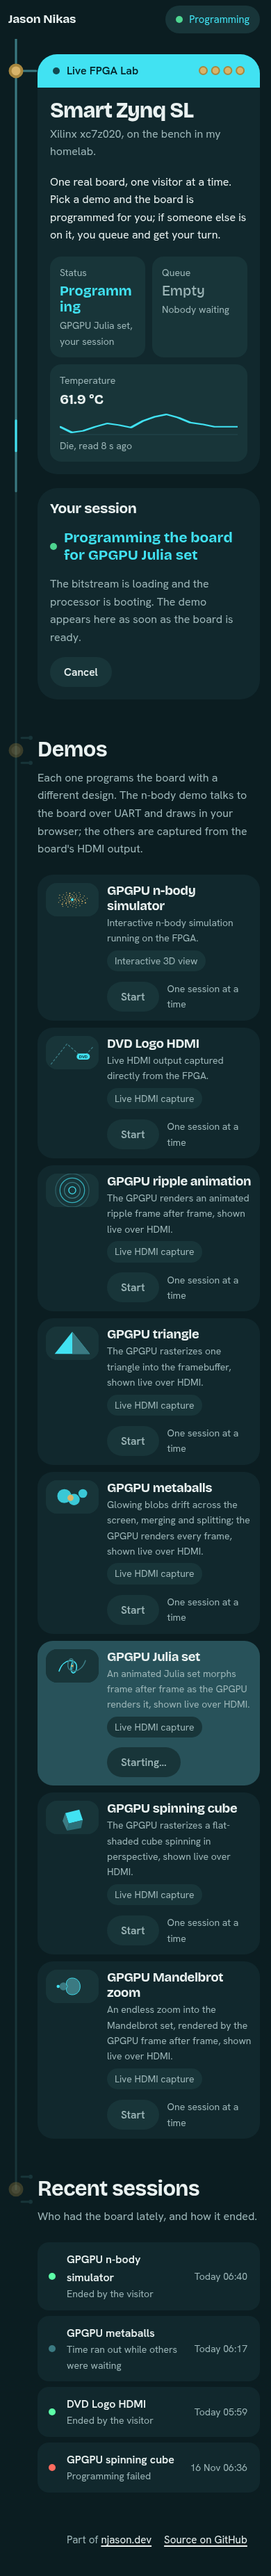 Jason Nikas
Programming
Live FPGA Lab
Smart Zynq SL
Xilinx xc7z020, on the bench in my
homelab.
One real board, one visitor at a time.
Pick a demo and the board is
programmed for you; if someone else is
on it, you queue and get your turn.
Status
Programm
ing
GPGPU Julia set,
your session
Queue
Empty
Nobody waiting
Temperature
61.9 °C
Die, read 8 s ago
Your session
Programming the board
for GPGPU Julia set
The bitstream is loading and the
processor is booting. The demo
appears here as soon as the board is
ready.
Cancel
Demos
Each one programs the board with a
different design. The n-body demo talks to
the board over UART and draws in your
browser; the others are captured from the
board's HDMI output.
GPGPU n-body
simulator
Interactive n-body simulation
running on the FPGA.
Interactive 3D view
Start
One session at a
time
DVD
DVD Logo HDMI
Live HDMI output captured
directly from the FPGA.
Live HDMI capture
Start
One session at a
time
GPGPU ripple animation
The GPGPU renders an animated
ripple frame after frame, shown
live over HDMI.
Live HDMI capture
Start
One session at a
time
GPGPU triangle
The GPGPU rasterizes one
triangle into the framebuffer,
shown live over HDMI.
Live HDMI capture
Start
One session at a
time
GPGPU metaballs
Glowing blobs drift across the
screen, merging and splitting; the
GPGPU renders every frame,
shown live over HDMI.
Live HDMI capture
Start
One session at a
time
GPGPU Julia set
An animated Julia set morphs
frame after frame as the GPGPU
renders it, shown live over HDMI.
Live HDMI capture
Starting…
GPGPU spinning cube
The GPGPU rasterizes a flat-
shaded cube spinning in
perspective, shown live over
HDMI.
Live HDMI capture
Start
One session at a
time
GPGPU Mandelbrot
zoom
An endless zoom into the
Mandelbrot set, rendered by the
GPGPU frame after frame, shown
live over HDMI.
Live HDMI capture
Start
One session at a
time
Recent sessions
Who had the board lately, and how it ended.
GPGPU n-body
simulator
Ended by the visitor
Today 06:40
GPGPU metaballs
Time ran out while others
were waiting
Today 06:17
DVD Logo HDMI
Ended by the visitor
Today 05:59
GPGPU spinning cube
Programming failed
16 Nov 06:36
Part of njason.dev
Source on GitHub